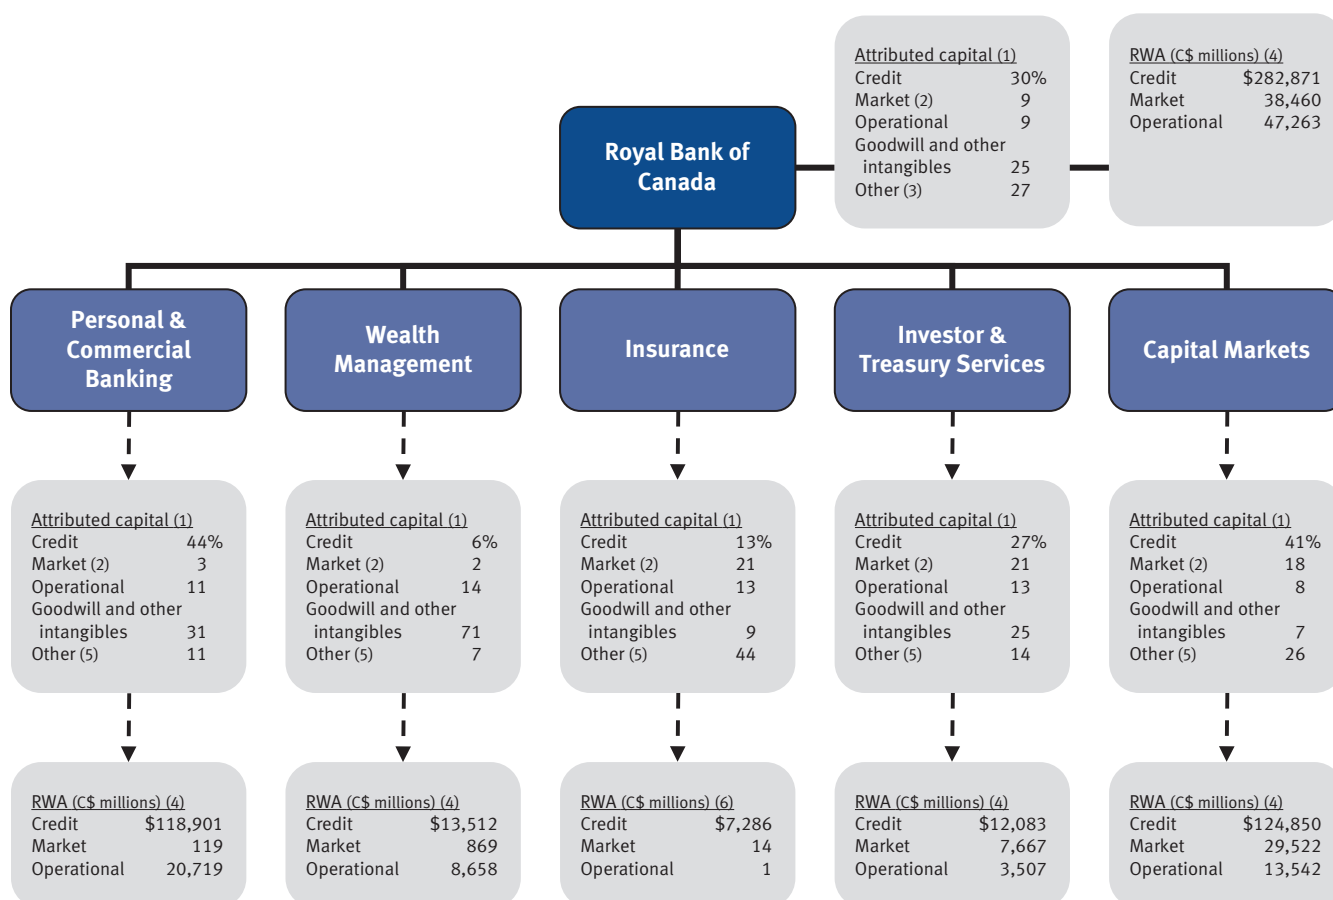 Attributed capital (1)
Credit 30%
Market (2) 9
Operational 9
Goodwill and other
intangibles 25
Other (3) 27
RWA (C$ millions) (4)
Credit $282,871
Market 38,460
Operational 47,263
Royal Bank of
Canada
Personal &
Commercial
Banking
Wealth
Management
Insurance
Investor &
Treasury Services
Capital Markets
Attributed capital (1)
Credit 44%
Market (2) 3
Operational 11
Goodwill and other
intangibles 31
Other (5) 11
Attributed capital (1)
Credit 6%
Market (2) 2
Operational 14
Goodwill and other
intangibles 71
Other (5) 7
Attributed capital (1)
Credit 13%
Market (2) 21
Operational 13
Goodwill and other
intangibles 9
Other (5) 44
Attributed capital (1)
Credit 27%
Market (2) 21
Operational 13
Goodwill and other
intangibles 25
Other (5) 14
Attributed capital (1)
Credit 41%
Market (2) 18
Operational 8
Goodwill and other
intangibles 7
Other (5) 26
RWA (C$ millions) (4)
Credit $118,901
Market 119
Operational 20,719
RWA (C$ millions) (4)
Credit $13,512
Market 869
Operational 8,658
RWA (C$ millions) (6)
Credit $7,286
Market 14
Operational 1
RWA (C$ millions) (4)
Credit $12,083
Market 7,667
Operational 3,507
RWA (C$ millions) (4)
Credit $124,850
Market 29,522
Operational 13,542